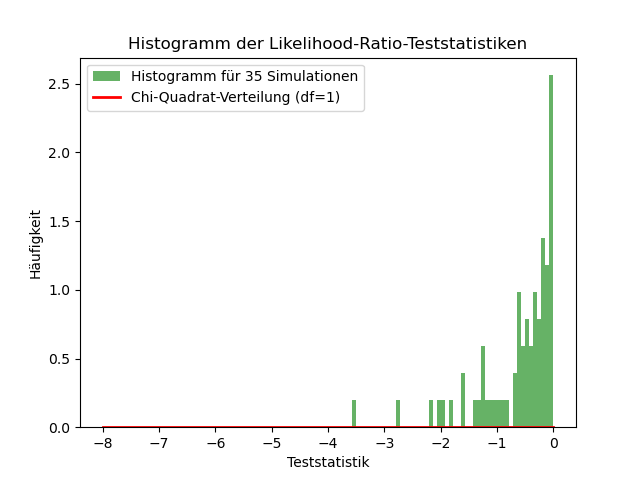 Histogramm der Likelihood-Ratio-Teststatistiken
Histogramm für 35 Simulationen
Chi-Quadrat-Verteilung (df=1)
2.5
2.0
1.5
1.0
0.5
0.0
Häufigkeit
−8 −7 −6 −5 −4 −3 −2 −1 0
Teststatistik